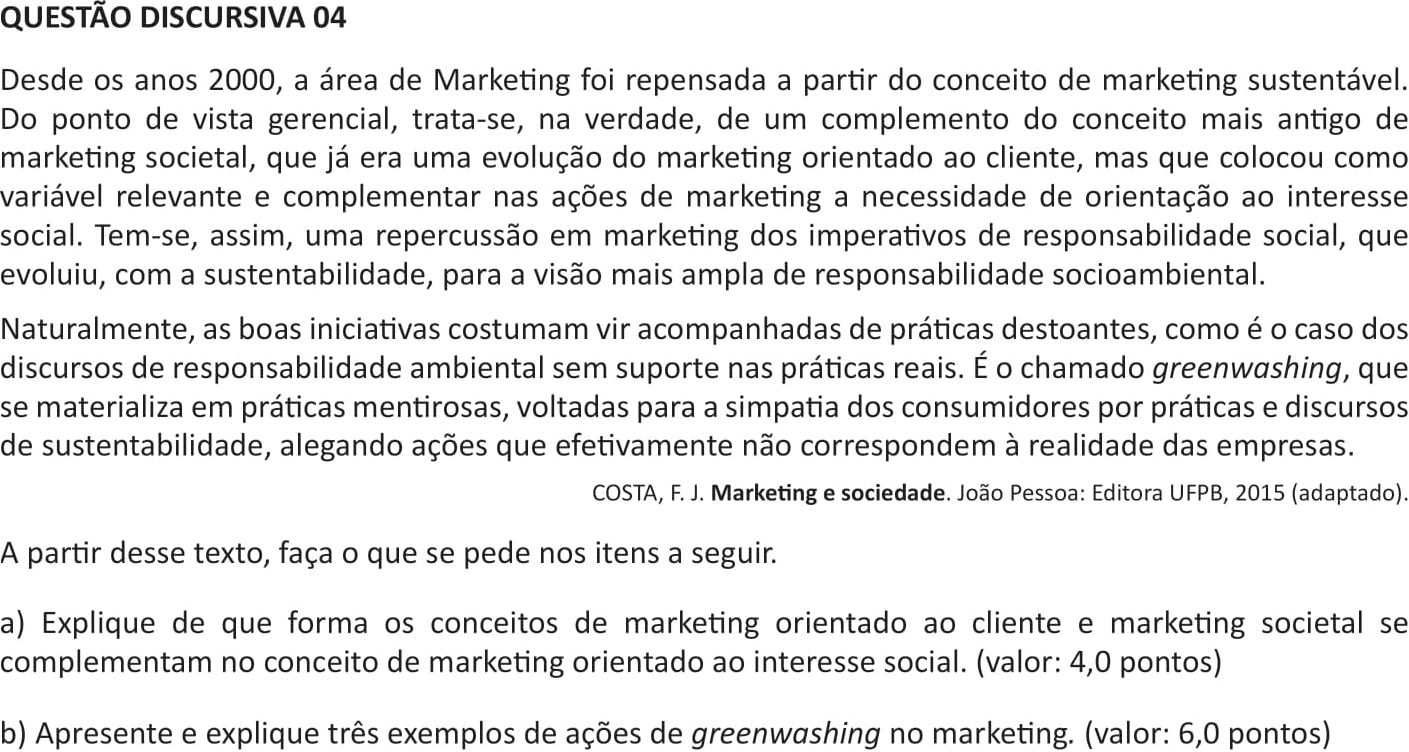 QUESTÃO DISCURSIVA 04
Desde os anos 2000, a área de Marketing foi repensada a partir do conceito de marketing sustentável.
Do ponto de vista gerencial, trata-se, na verdade, de um complemento do conceito mais antigo de
marketing societal, que já era uma evolução do marketing orientado ao cliente, mas que colocou como
variável relevante e complementar nas ações de marketing a necessidade de orientação ao interesse
social. Tem-se, assim, uma repercussão em marketing dos imperativos de responsabilidade social, que
evoluiu, com a sustentabilidade, para a visão mais ampla de responsabilidade socioambiental.
Naturalmente, as boas iniciativas costumam vir acompanhadas de práticas destoantes, como é o caso dos
discursos de responsabilidade ambiental sem suporte nas práticas reais. É o chamado greenwashing, que
se materializa em práticas mentirosas, voltadas para a simpatia dos consumidores por práticas e discursos
de sustentabilidade, alegando ações que efetivamente não correspondem à realidade das empresas.
COSTA, F. J. Marketing e sociedade. João Pessoa: Editora UFPB, 2015 (adaptado).
A partir desse texto, faça o que se pede nos itens a seguir.
a) Explique de que forma os conceitos de marketing orientado ao cliente e marketing societal se
complementam no conceito de marketing orientado ao interesse social. (valor: 4,0 pontos)
b) Apresente e explique três exemplos de ações de greenwashing no marketing. (valor: 6,0 pontos)